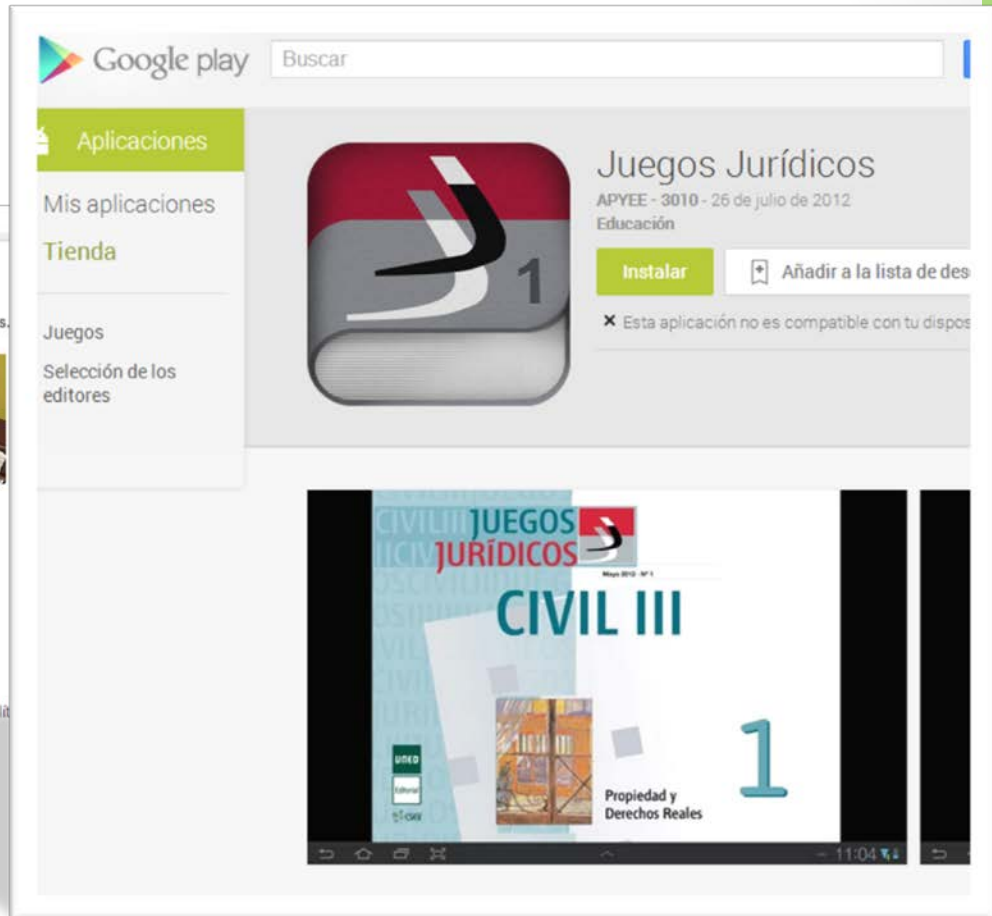 Google play
Buscar
Aplicaciones
Mis aplicaciones
Tienda
Juegos
Selección de los
editores
Juegos Jurídicos
APYEE - 3010 - 26 de julio de 2012
Educación
Instalar
Añadir a la lista de des
Esta aplicación no es compatible con tu dispos
1
JUEGOS
JURÍDICOS
Mayo 2012 - Nº 1
CIVIL III
1
UNED
Editorial
Propiedad y
Derechos Reales
11:04